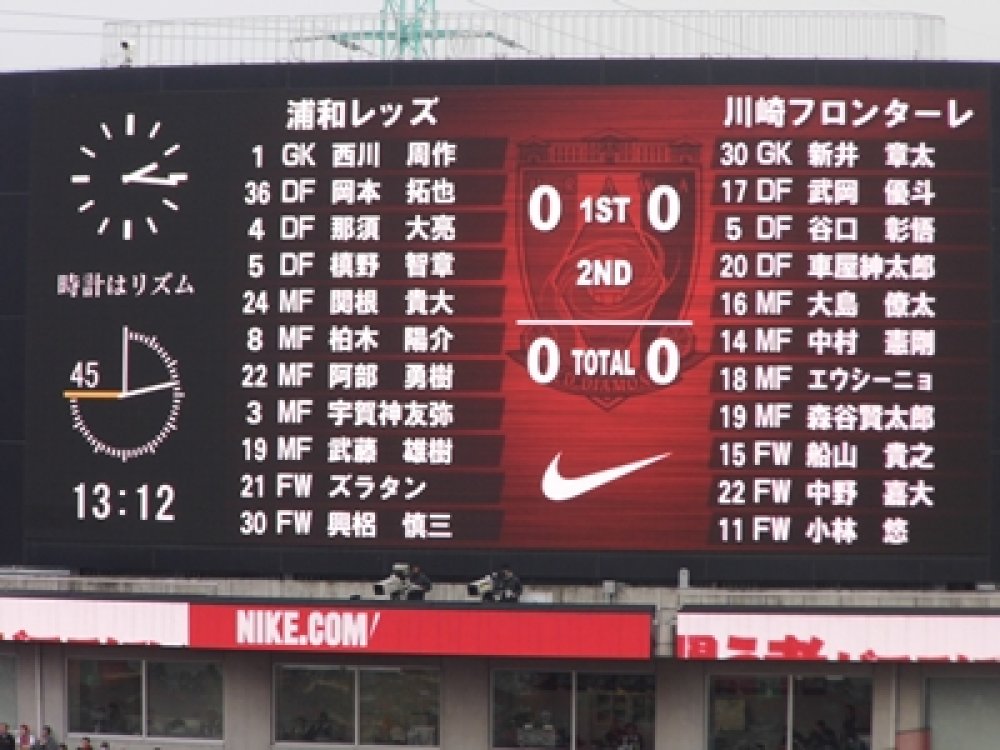 浦和レッズ
1 GK 西川 周作
36 DF 岡本 拓也
4 DF 那須 大亮
5 DF 槙野 智章
24 MF 関根 貴大
8 MF 柏木 陽介
22 MF 阿部 勇樹
3 MF 宇賀神友弥
19 MF 武藤 雄樹
21 FW ズラタン
30 FW 興梠 慎三
時計はリズム
45
13:12
0 1ST 0
2ND
0 TOTAL 0
川崎フロンターレ
30 GK 新井 章太
17 DF 武岡 優斗
5 DF 谷口 彰悟
20 DF 車屋紳太郎
16 MF 大島 僚太
14 MF 中村 憲剛
18 MF エウシーニョ
19 MF 森谷賢太郎
15 FW 船山 貴之
22 FW 中野 嘉大
11 FW 小林 悠
NIKE.COM/